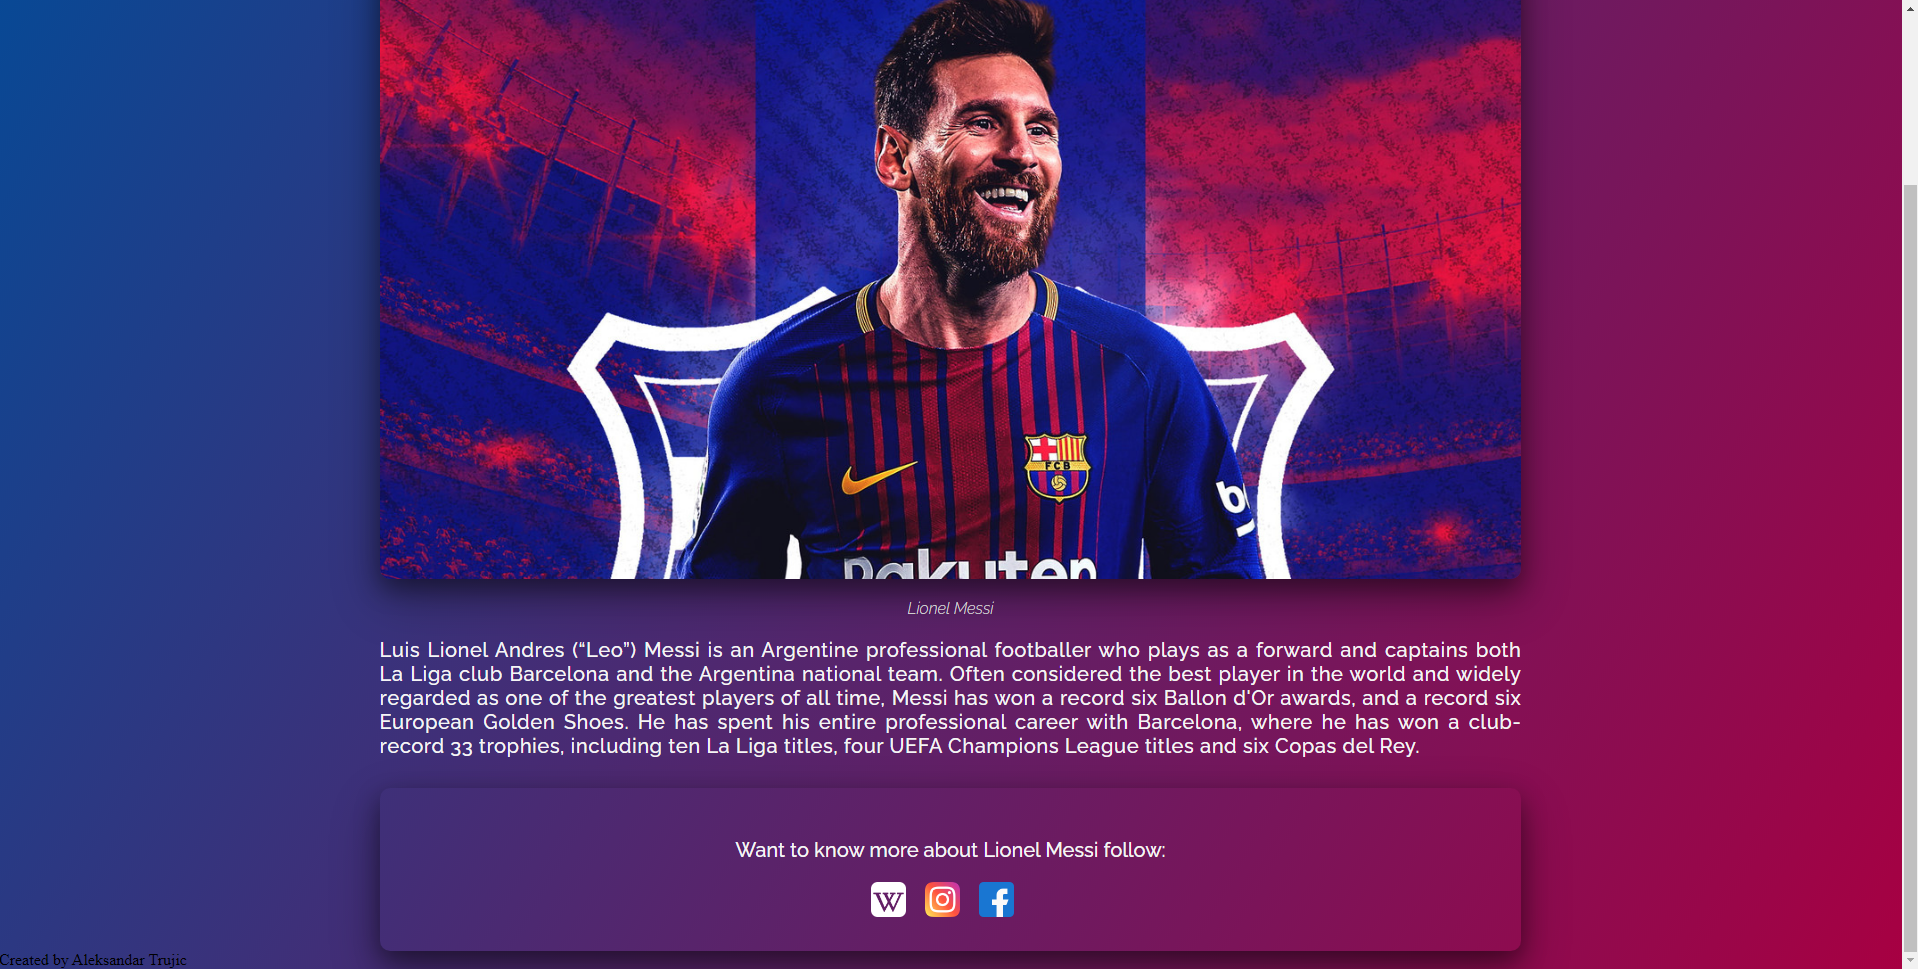 FCB
b
Rakuten
Lionel Messi
Luis Lionel Andres (“Leo”) Messi is an Argentine professional footballer who plays as a forward and captains both
La Liga club Barcelona and the Argentina national team. Often considered the best player in the world and widely
regarded as one of the greatest players of all time, Messi has won a record six Ballon d'Or awards, and a record six
European Golden Shoes. He has spent his entire professional career with Barcelona, where he has won a club-
record 33 trophies, including ten La Liga titles, four UEFA Champions League titles and six Copas del Rey.
Want to know more about Lionel Messi follow:
W
Created by Aleksandar Trujic